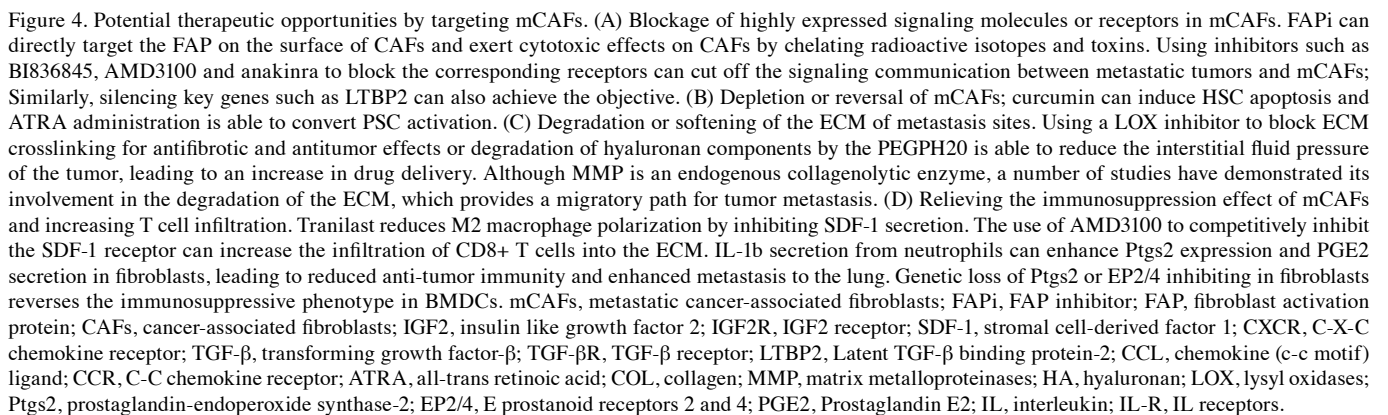 Figure 4. Potential therapeutic opportunities by targeting mCAFs. (A) Blockage of highly expressed signaling molecules or receptors in mCAFs. FAPi can
directly target the FAP on the surface of CAFs and exert cytotoxic effects on CAFs by chelating radioactive isotopes and toxins. Using inhibitors such as
BI836845, AMD3100 and anakinra to block the corresponding receptors can cut off the signaling communication between metastatic tumors and mCAFs;
Similarly, silencing key genes such as LTBP2 can also achieve the objective. (B) Depletion or reversal of mCAFs; curcumin can induce HSC apoptosis and
ATRA administration is able to convert PSC activation. (C) Degradation or softening of the ECM of metastasis sites. Using a LOX inhibitor to block ECM
crosslinking for antifibrotic and antitumor effects or degradation of hyaluronan components by the PEGPH20 is able to reduce the interstitial fluid pressure
of the tumor, leading to an increase in drug delivery. Although MMP is an endogenous collagenolytic enzyme, a number of studies have demonstrated its
involvement in the degradation of the ECM, which provides a migratory path for tumor metastasis. (D) Relieving the immunosuppression effect of mCAFs
and increasing T cell infiltration. Tranilast reduces M2 macrophage polarization by inhibiting SDF-1 secretion. The use of AMD3100 to competitively inhibit
the SDF-1 receptor can increase the infiltration of CD8+ T cells into the ECM. IL-1b secretion from neutrophils can enhance Ptgs2 expression and PGE2
secretion in fibroblasts, leading to reduced anti-tumor immunity and enhanced metastasis to the lung. Genetic loss of Ptgs2 or EP2/4 inhibiting in fibroblasts
reverses the immunosuppressive phenotype in BMDCs. mCAFs, metastatic cancer-associated fibroblasts; FAPi, FAP inhibitor; FAP, fibroblast activation
protein; CAFs, cancer-associated fibroblasts; IGF2, insulin like growth factor 2; IGF2R, IGF2 receptor; SDF-1, stromal cell-derived factor 1; CXCR, C-X-C
chemokine receptor; TGF-β, transforming growth factor-β; TGF-βR, TGF-β receptor; LTBP2, Latent TGF-β binding protein-2; CCL, chemokine (c-c motif)
ligand; CCR, C-C chemokine receptor; ATRA, all-trans retinoic acid; COL, collagen; MMP, matrix metalloproteinases; HA, hyaluronan; LOX, lysyl oxidases;
Ptgs2, prostaglandin-endoperoxide synthase-2; EP2/4, E prostanoid receptors 2 and 4; PGE2, Prostaglandin E2; IL, interleukin; IL-R, IL receptors.